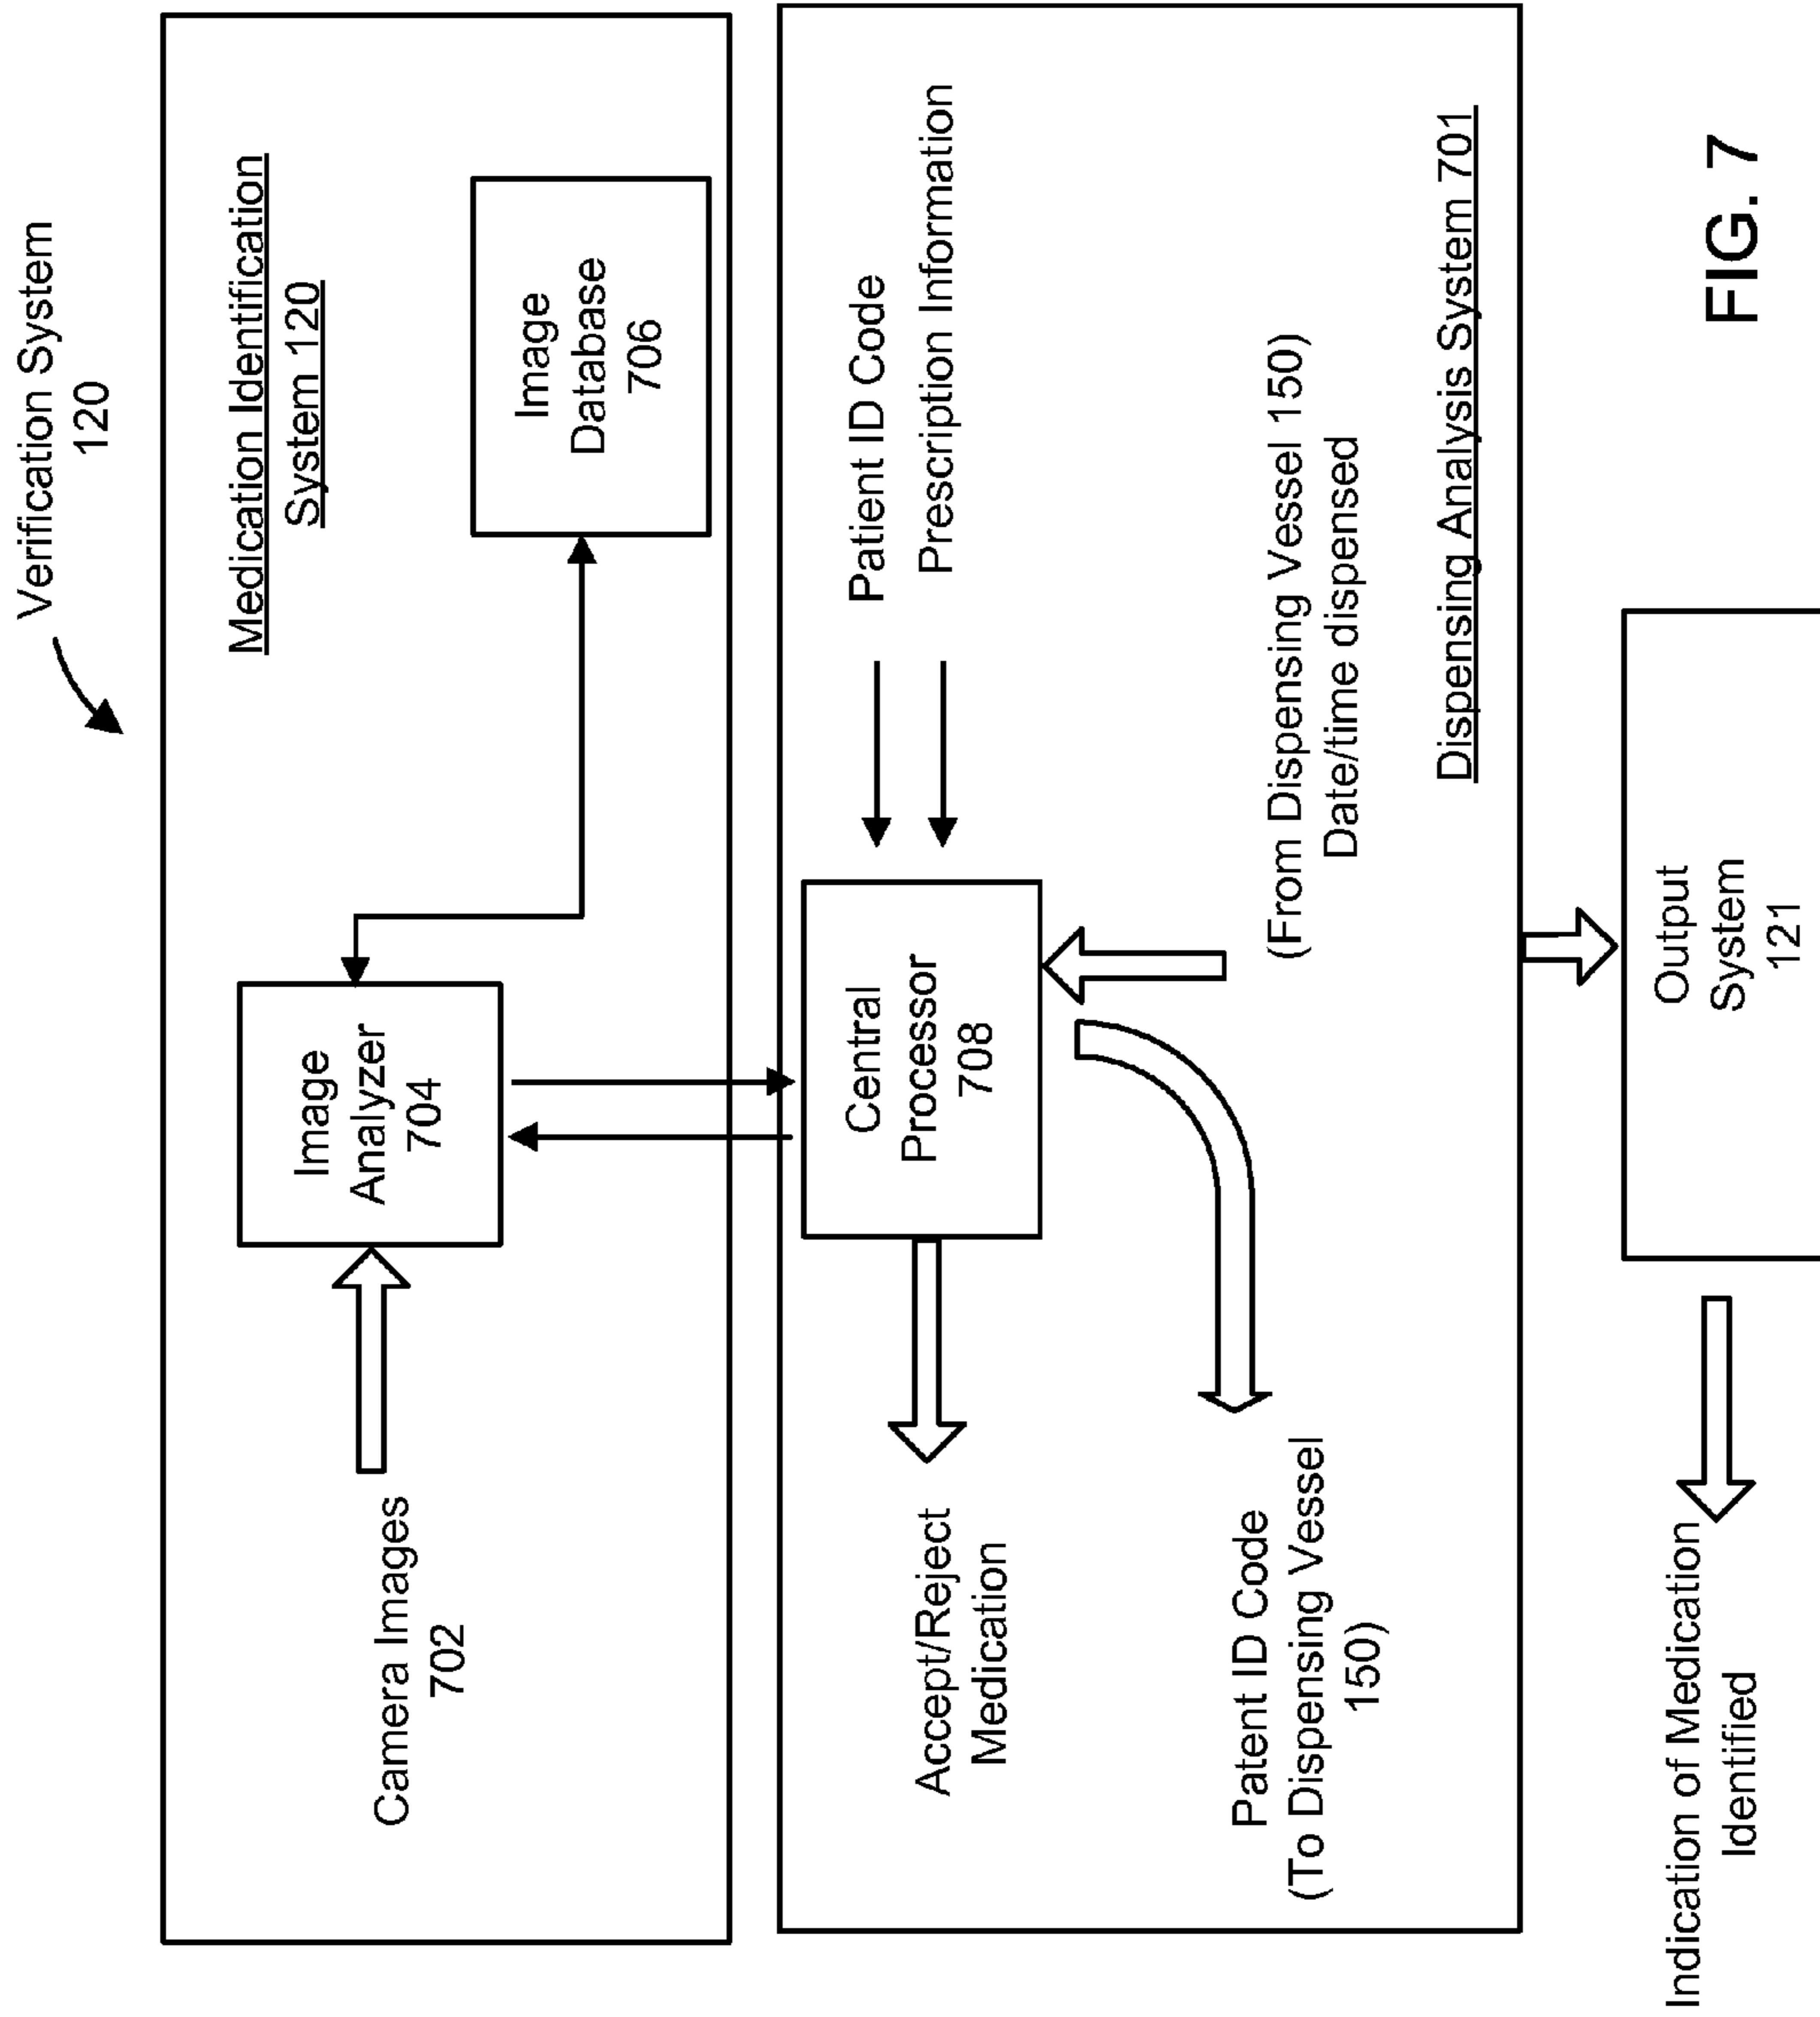 Verification System
120
Medication Identification
System 120
Camera Images
702
Image
Analyzer
704
Image
Database
706
Accept/Reject
Medication
Central
Processor
708
Patient ID Code
Prescription Information
Patent ID Code
(To Dispensing Vessel
150)
(From Dispensing Vessel 150)
Date/time dispensed
Dispensing Analysis System 701
Indication of Medication
Identified
Output
System
121
FIG. 7